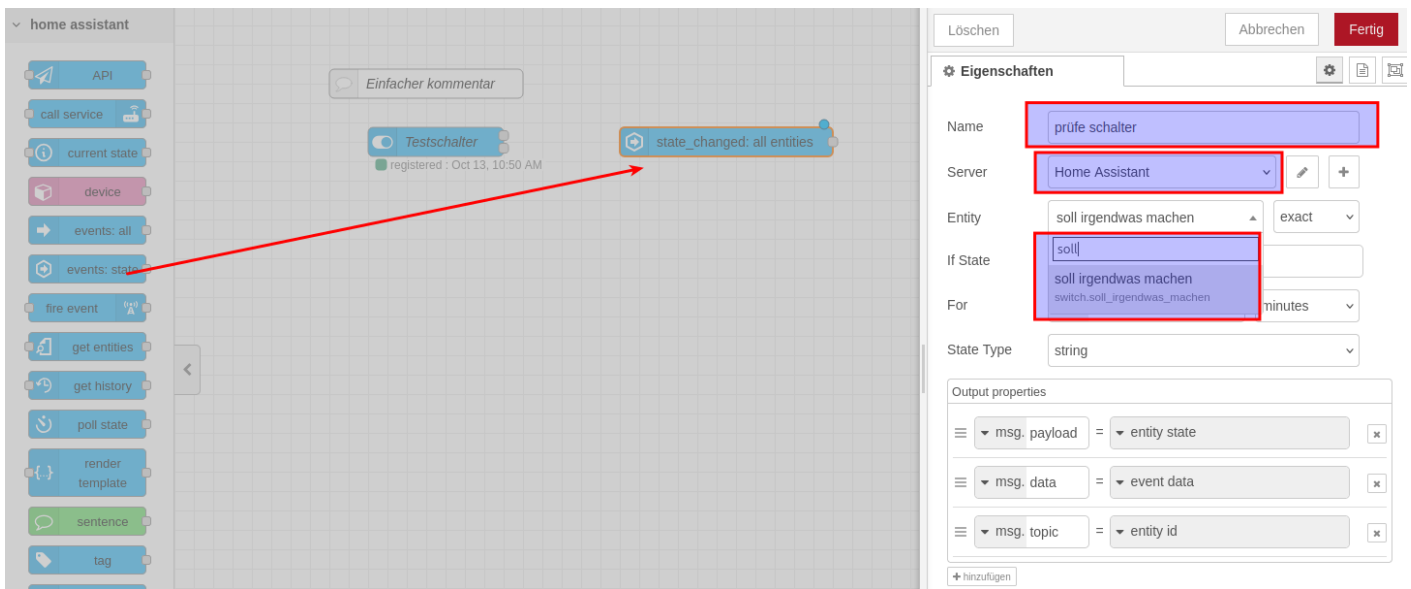 home assistant
API
call service
current state
device
events: all
events: state
fire event
get entities
get history
poll state
render
template
sentence
tag
Einfacher kommentar
Testschalter
registered : Oct 13, 10:50 AM
state_changed: all entities
Löschen
Abbrechen
Fertig
Eigenschaften
Name
prüfe schalter
Server
Home Assistant
Entity
soll irgendwas machen
exact
soll
soll irgendwas machen
switch.soll_irgendwas_machen
If State
For
minutes
State Type
string
Output properties
msg. payload = entity state
msg. data = event data
msg. topic = entity id
hinzufügen